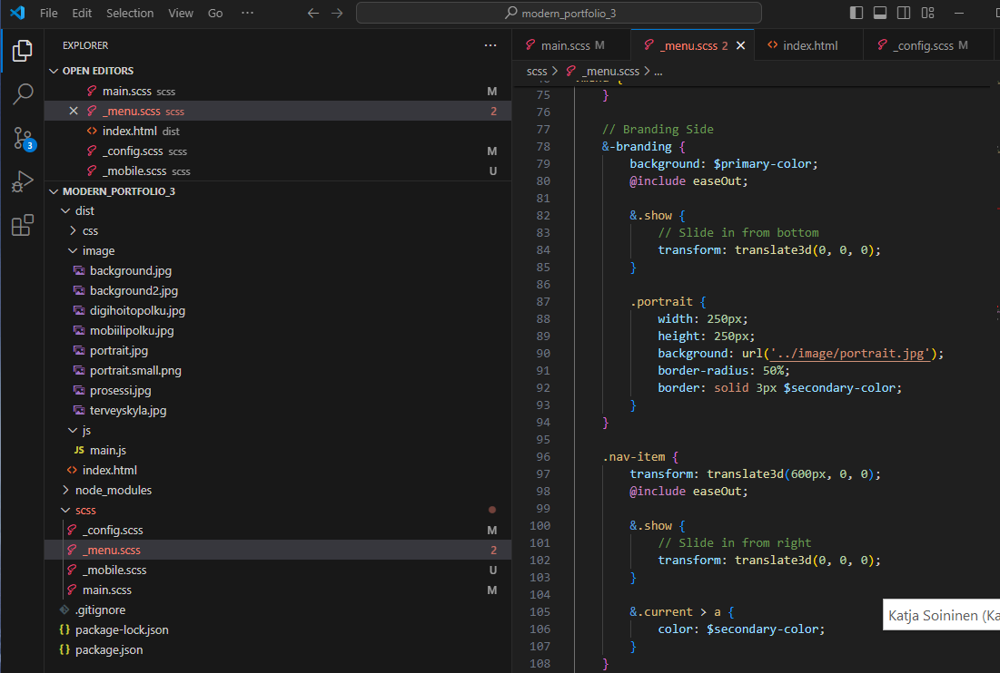 File Edit Selection View Go ··· modern_portfolio_3
EXPLORER ···
OPEN EDITORS
main.scss scss M
_menu.scss scss 2
index.html dist
_config.scss scss M
_mobile.scss scss U
MODERN_PORTFOLIO_3
dist
css
image
background.jpg
background2.jpg
digihoitopolku.jpg
mobiilipolku.jpg
portrait.jpg
portrait.small.png
prosessi.jpg
terveyskyla.jpg
js
JS main.js
index.html
node_modules
scss
_config.scss M
_menu.scss 2
_mobile.scss U
main.scss M
.gitignore
{} package-lock.json
{} package.json
3
main.scss M _menu.scss 2 index.html _config.scss M
scss > _menu.scss > ...
75 }
76
77 // Branding Side
78 &-branding {
79 background: $primary-color;
80 @include easeOut;
81
82 &.show {
83 // Slide in from bottom
84 transform: translate3d(0, 0, 0);
85 }
86
87 .portrait {
88 width: 250px;
89 height: 250px;
90 background: url('../image/portrait.jpg');
91 border-radius: 50%;
92 border: solid 3px $secondary-color;
93 }
94 }
95
96 .nav-item {
97 transform: translate3d(600px, 0, 0);
98 @include easeOut;
99
100 &.show {
101 // Slide in from right
102 transform: translate3d(0, 0, 0);
103 }
104
105 &.current > a {
106 color: $secondary-color;
107 }
108 }
Katja Soininen (Ka